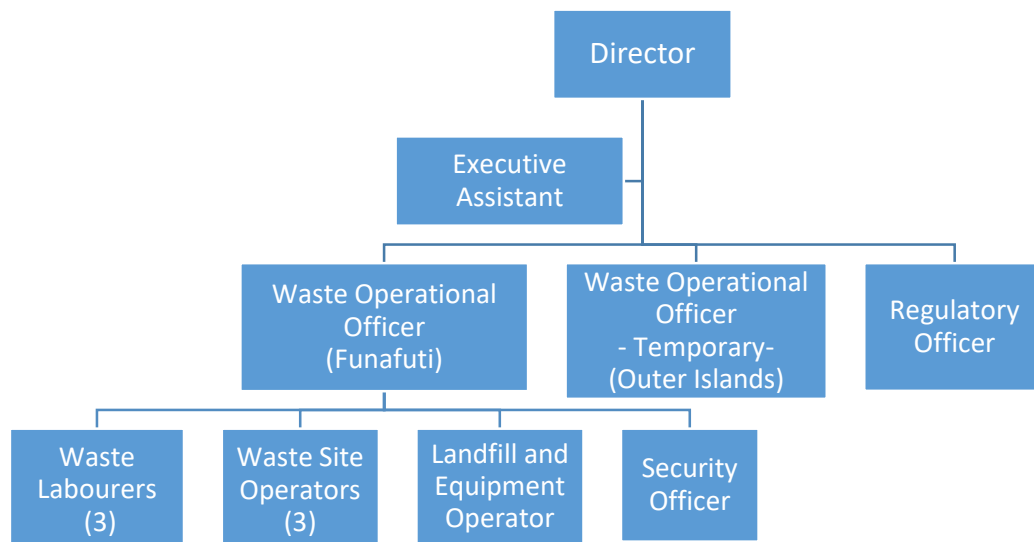 Director
Executive
Assistant
Waste Operational
Officer
(Funafuti)
Waste Operational
Officer
- Temporary-
(Outer Islands)
Regulatory
Officer
Waste
Labourers
(3)
Waste Site
Operators
(3)
Landfill and
Equipment
Operator
Security
Officer